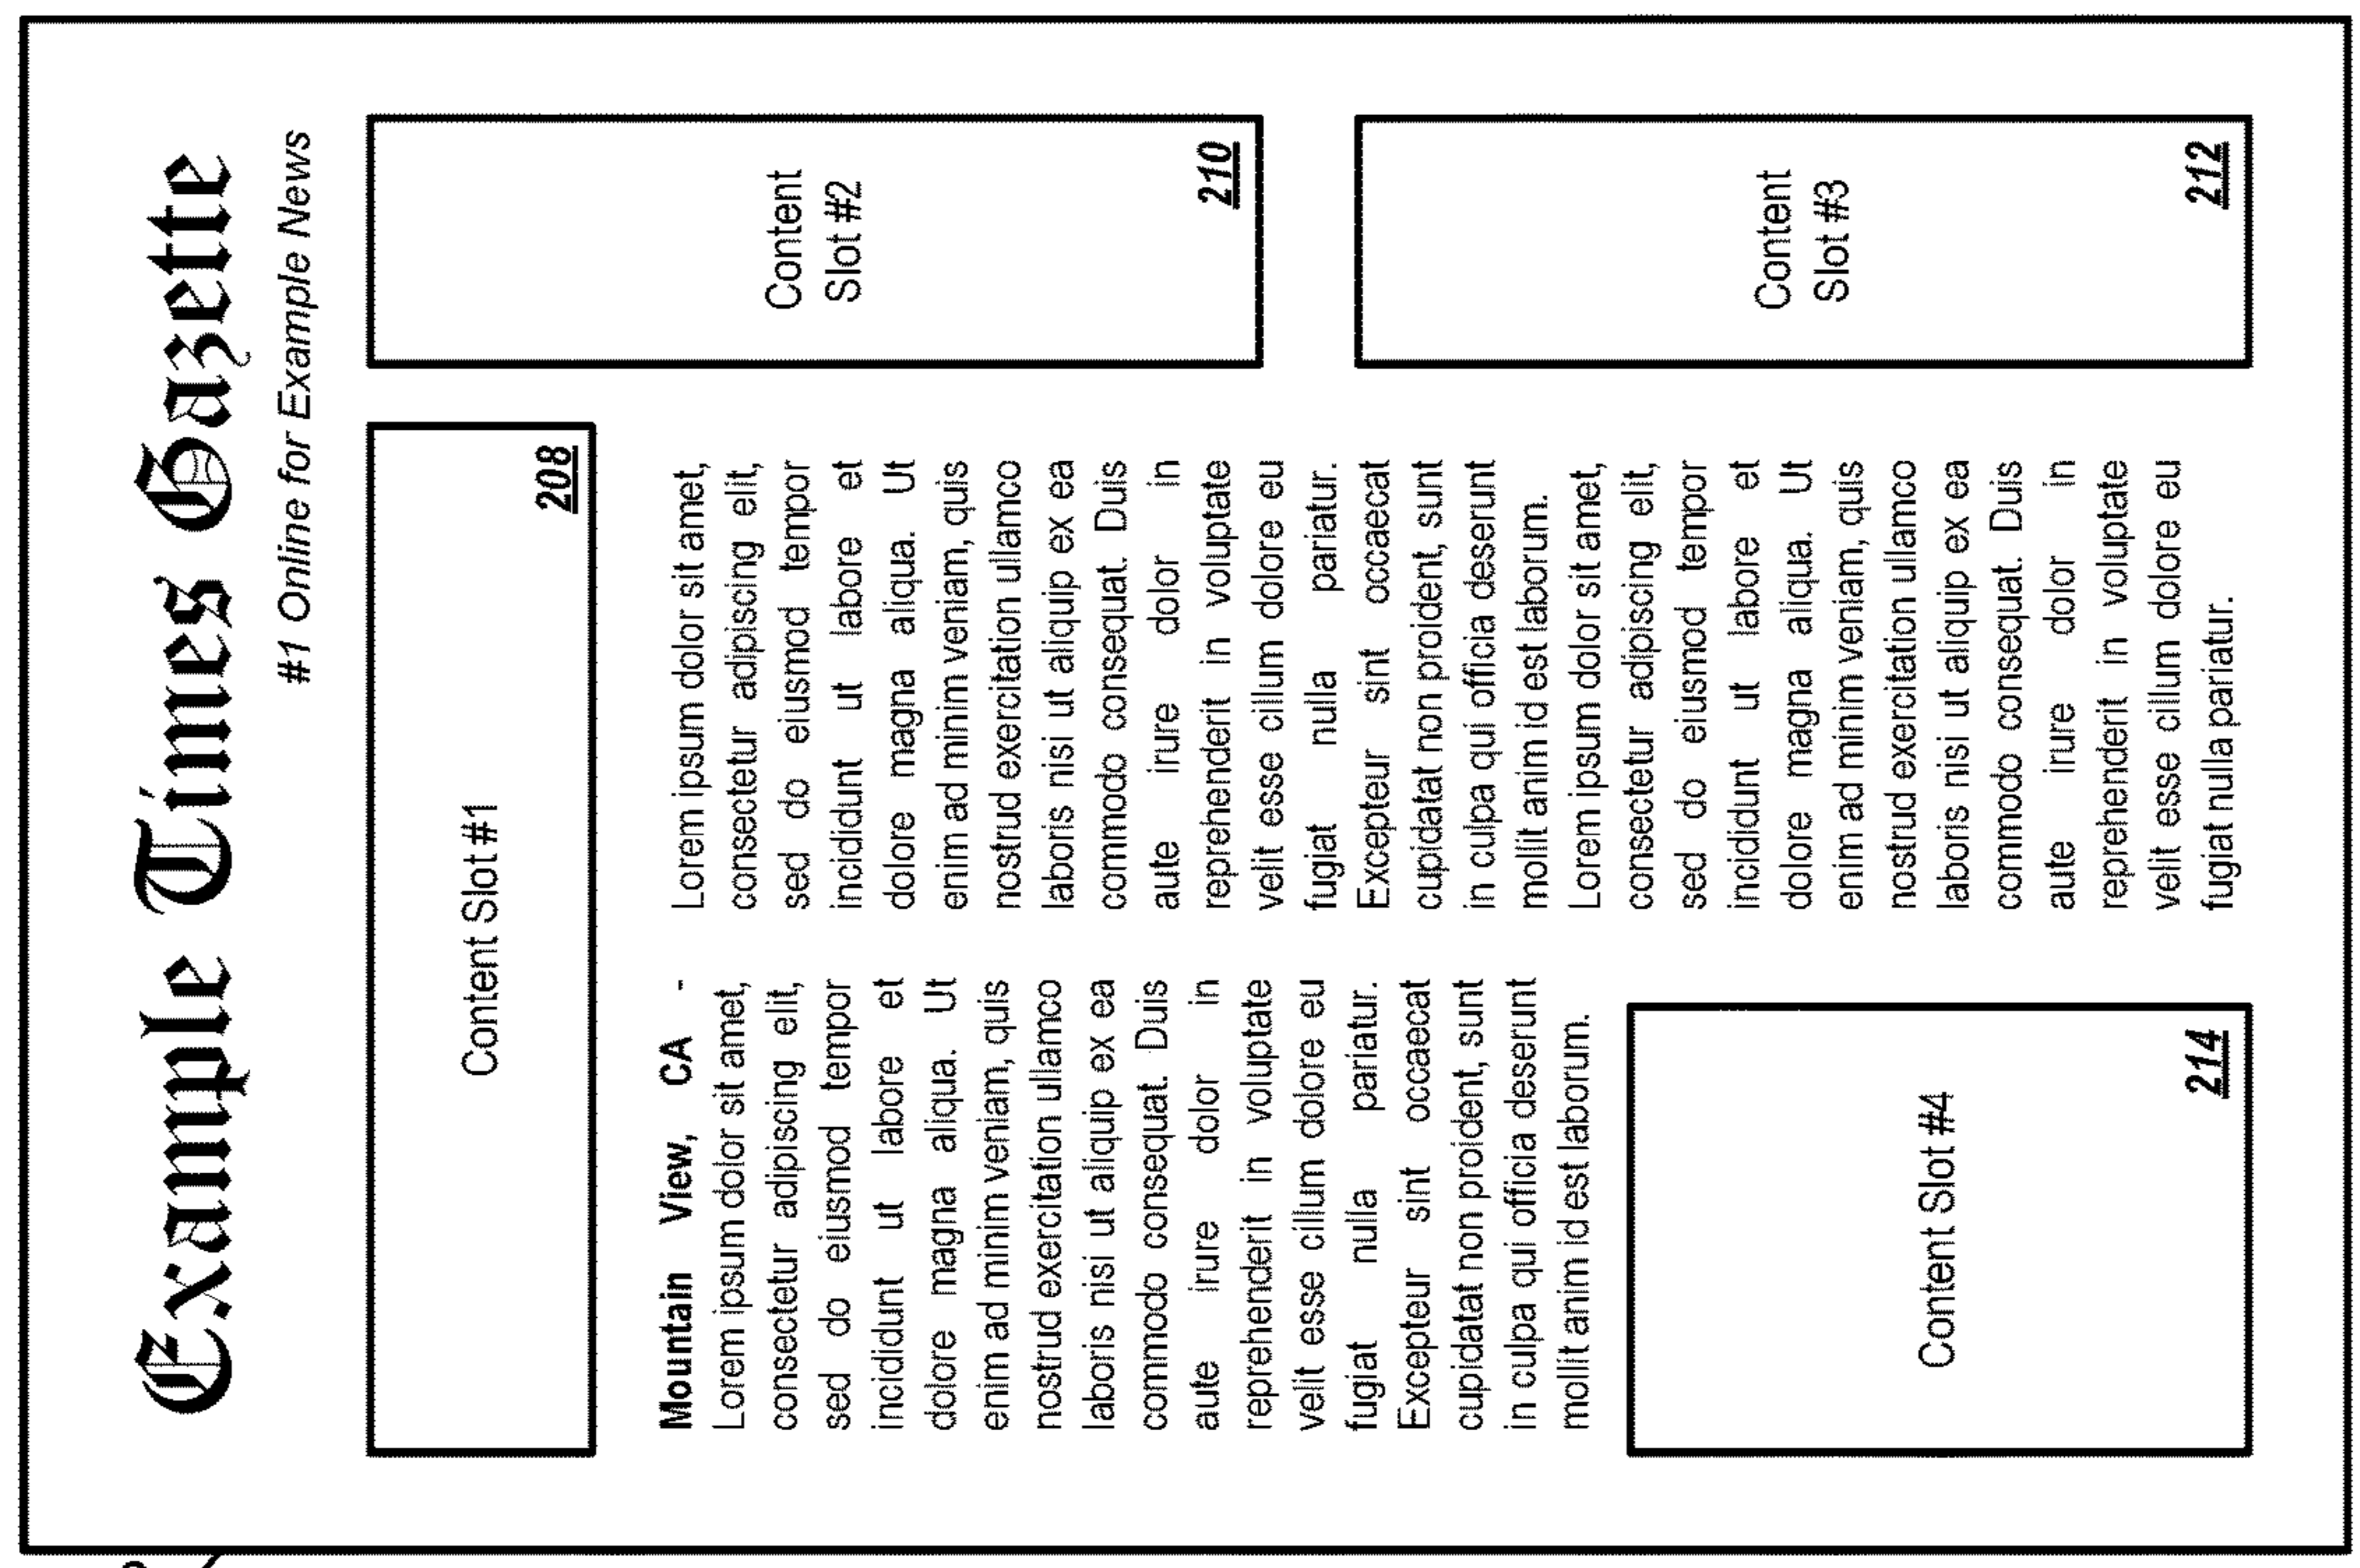 Example Times Gazette
#1 Online for Example News
Content Slot #1
208
Content
Slot #2
210
Content
Slot #3
212
Mountain View, CA -
Lorem ipsum dolor sit amet,
consectetur adipiscing elit,
sed do eiusmod tempor
incididunt ut labore et
dolore magna aliqua. Ut
enim ad minim veniam, quis
nostrud exercitation ullamco
laboris nisi ut aliquip ex ea
commodo consequat. Duis
aute irure dolor in
reprehenderit in voluptate
velit esse cillum dolore eu
fugiat nulla pariatur.
Excepteur sint occaecat
cupidatat non proident, sunt
in culpa qui officia deserunt
mollit anim id est laborum.
Content Slot #4
214
Lorem ipsum dolor sit amet,
consectetur adipiscing elit,
sed do eiusmod tempor
incididunt ut labore et
dolore magna aliqua. Ut
enim ad minim veniam, quis
nostrud exercitation ullamco
laboris nisi ut aliquip ex ea
commodo consequat. Duis
aute irure dolor in
reprehenderit in voluptate
velit esse cillum dolore eu
fugiat nulla pariatur.
Excepteur sint occaecat
cupidatat non proident, sunt
in culpa qui officia deserunt
mollit anim id est laborum.
Lorem ipsum dolor sit amet,
consectetur adipiscing elit,
sed do eiusmod tempor
incididunt ut labore et
dolore magna aliqua. Ut
enim ad minim veniam, quis
nostrud exercitation ullamco
laboris nisi ut aliquip ex ea
commodo consequat. Duis
aute irure dolor in
reprehenderit in voluptate
velit esse cillum dolore eu
fugiat nulla pariatur.